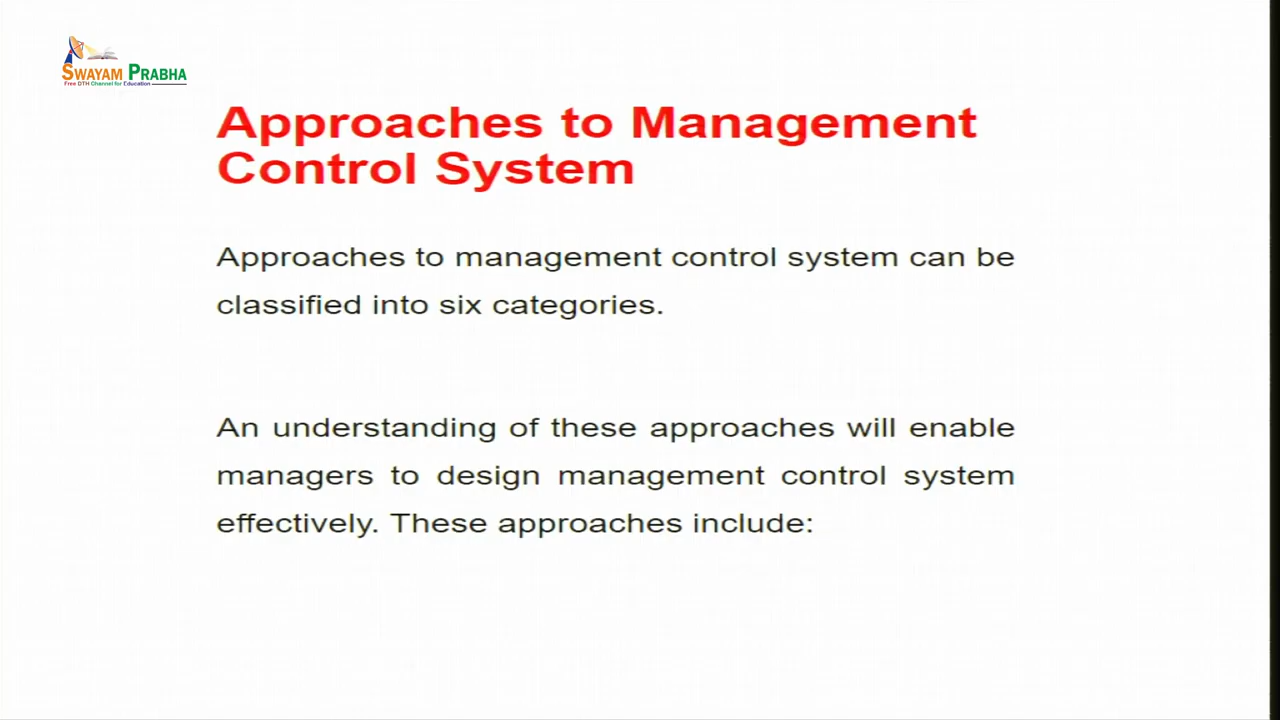 SWAYAM PRABHA
Free DTH Channel for Education
Approaches to Management
Control System
Approaches to management control system can be
classified into six categories.
An understanding of these approaches will enable
managers to design management control system
effectively. These approaches include: